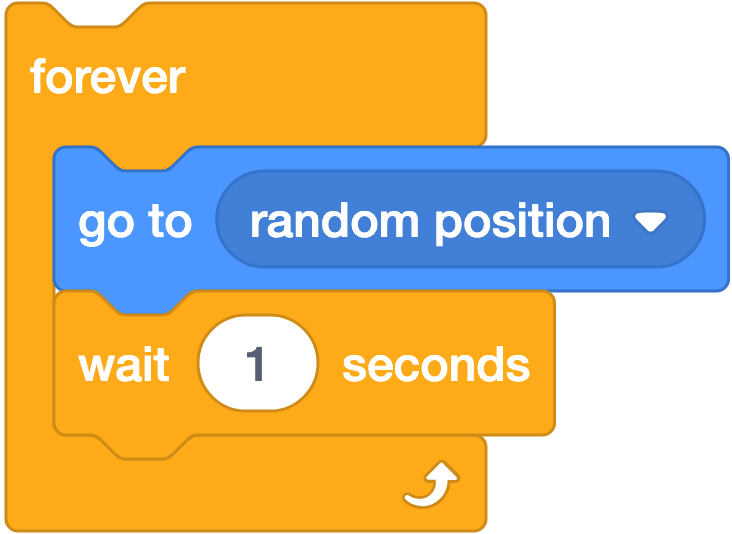 forever
go to random position
wait 1 seconds